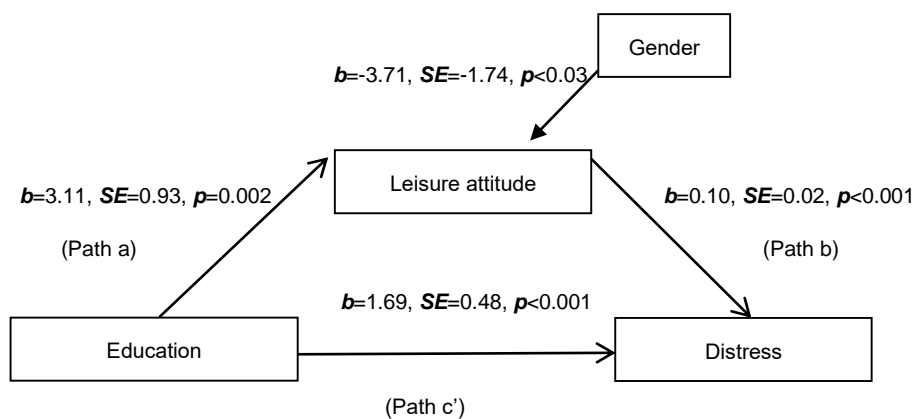 Gender
b=-3.71, SE=-1.74, p<0.03
Leisure attitude
b=3.11, SE=0.93, p=0.002
b=0.10, SE=0.02, p<0.001
(Path a)
(Path b)
b=1.69, SE=0.48, p<0.001
Education
Distress
(Path c’)